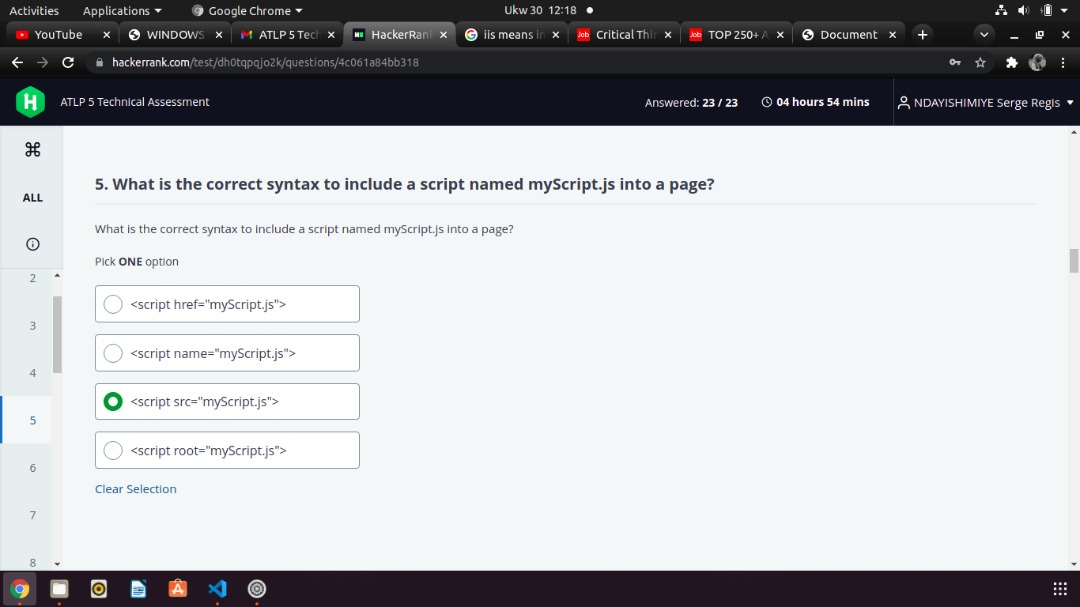 Activities Applications Google Chrome Ukw 30 12:18
YouTube WINDOWS ATLP 5 Tech HackerRan iis means in Critical Thin TOP 250+ A Document
hackerrank.com/test/dh0tqpqjo2k/questions/4c061a84bb318
H ATLP 5 Technical Assessment Answered: 23 / 23 04 hours 54 mins NDAYISHIMIYE Serge Regis
ALL
2
3
4
5
6
7
8
5. What is the correct syntax to include a script named myScript.js into a page?
What is the correct syntax to include a script named myScript.js into a page?
Pick ONE option
<script href="myScript.js">
<script name="myScript.js">
<script src="myScript.js">
<script root="myScript.js">
Clear Selection